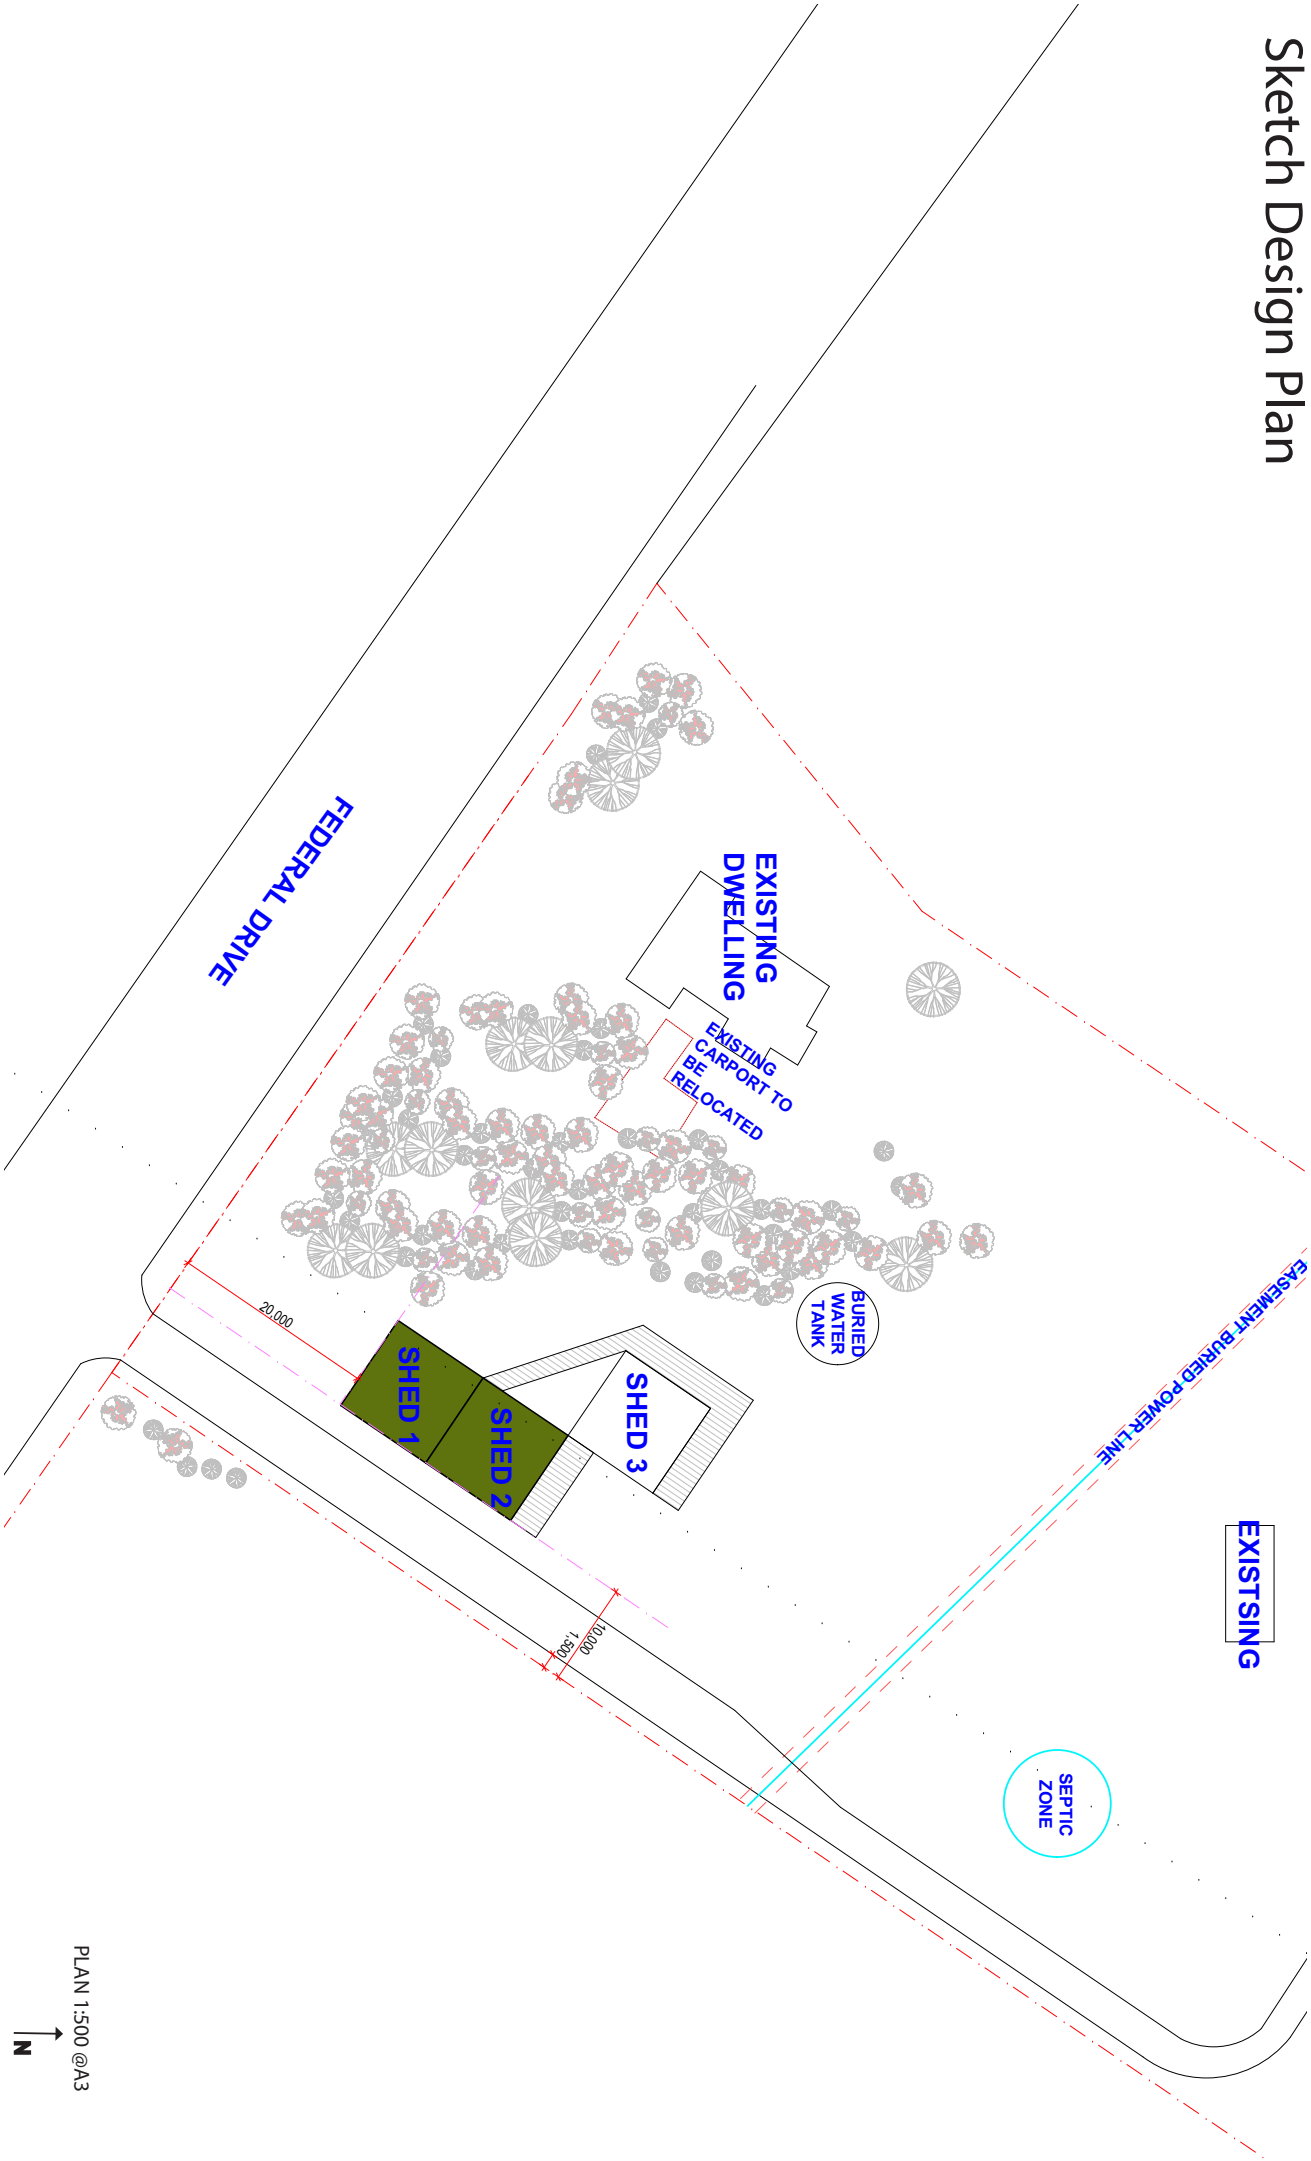 Sketch Design Plan
FEDERAL DRIVE
EXISTING
DWELLING
EXISTING
CARPORT TO
BE
RELOCATED
BURIED
WATER
TANK
EASEMENT BURIED POWER LINE
20,000
SHED 1
SHED 2
SHED 3
EXISTSING
10,000
1,500
SEPTIC
ZONE
PLAN 1:500 @A3
N